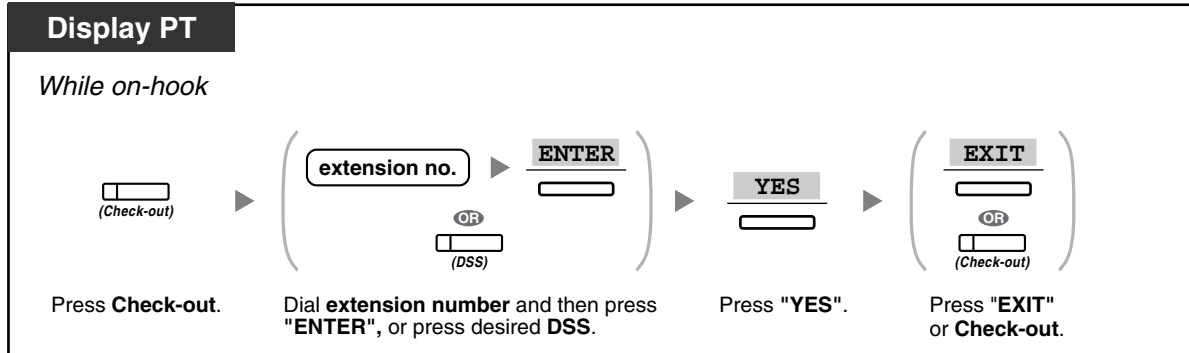 Display PT
While on-hook
extension no.
ENTER
(Check-out)
OR
(DSS)
YES
EXIT
OR
(Check-out)
Press Check-out.
Dial extension number and then press
"ENTER", or press desired DSS.
Press "YES".
Press "EXIT"
or Check-out.